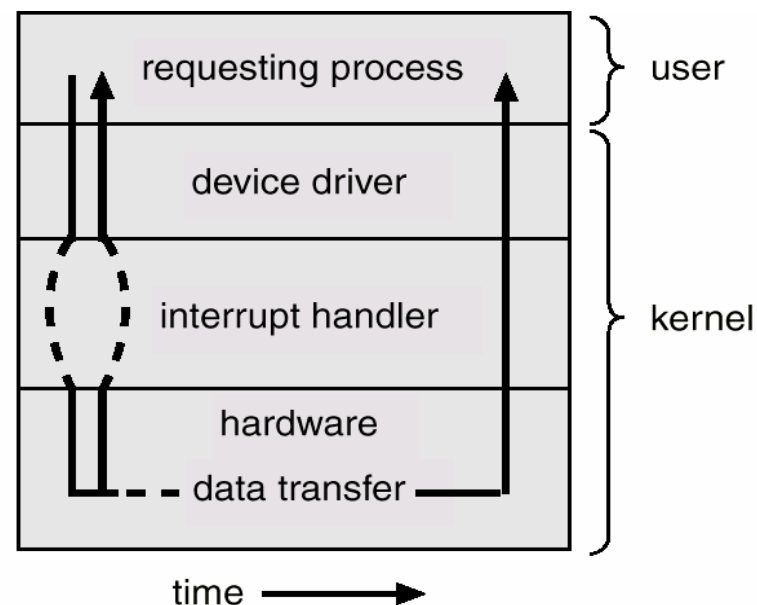 requesting process
user
device driver
interrupt handler
kernel
hardware
data transfer
time